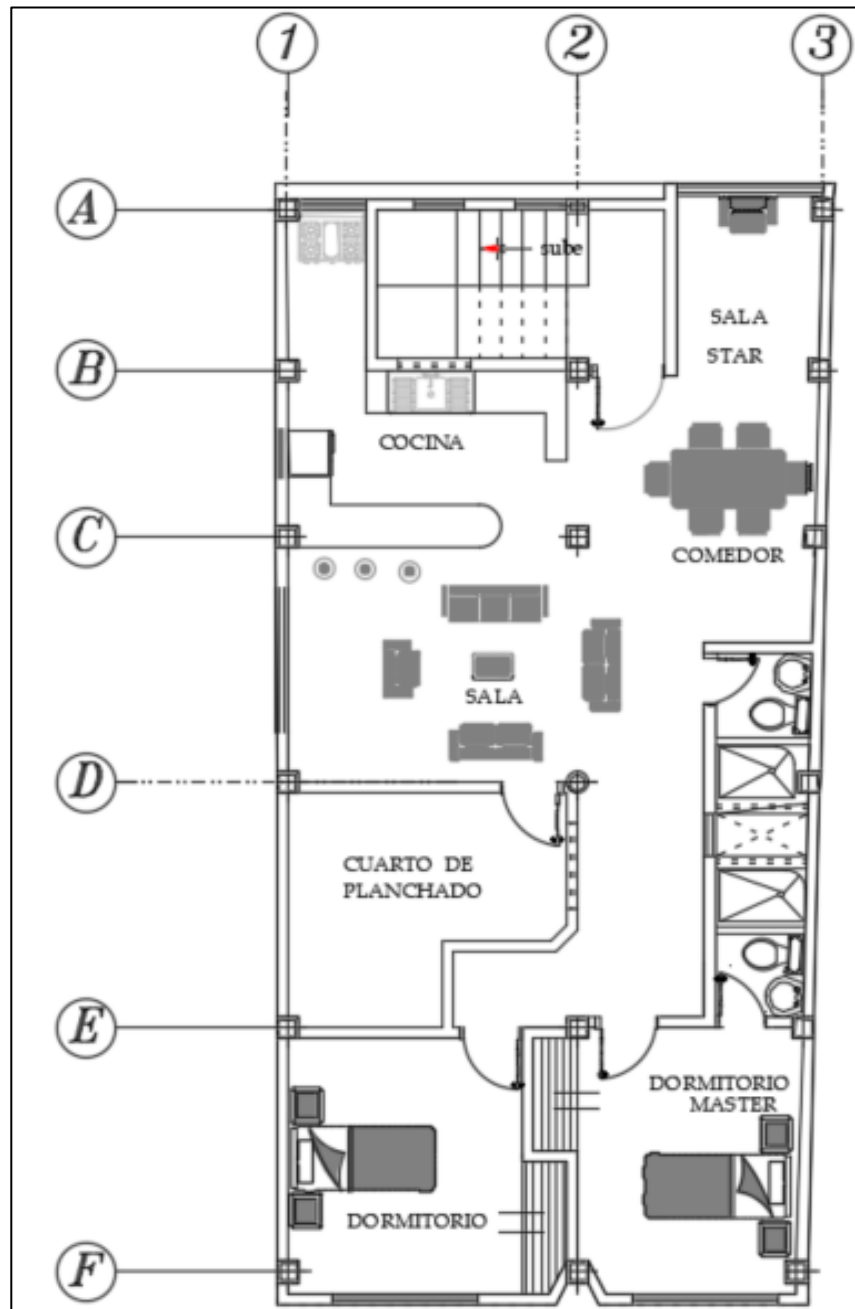 1
2
3
A
sube
SALA
STAR
B
COCINA
C
COMEDOR
SALA
D
CUARTO DE
PLANCHADO
E
DORMITORIO
MASTER
DORMITORIO
F